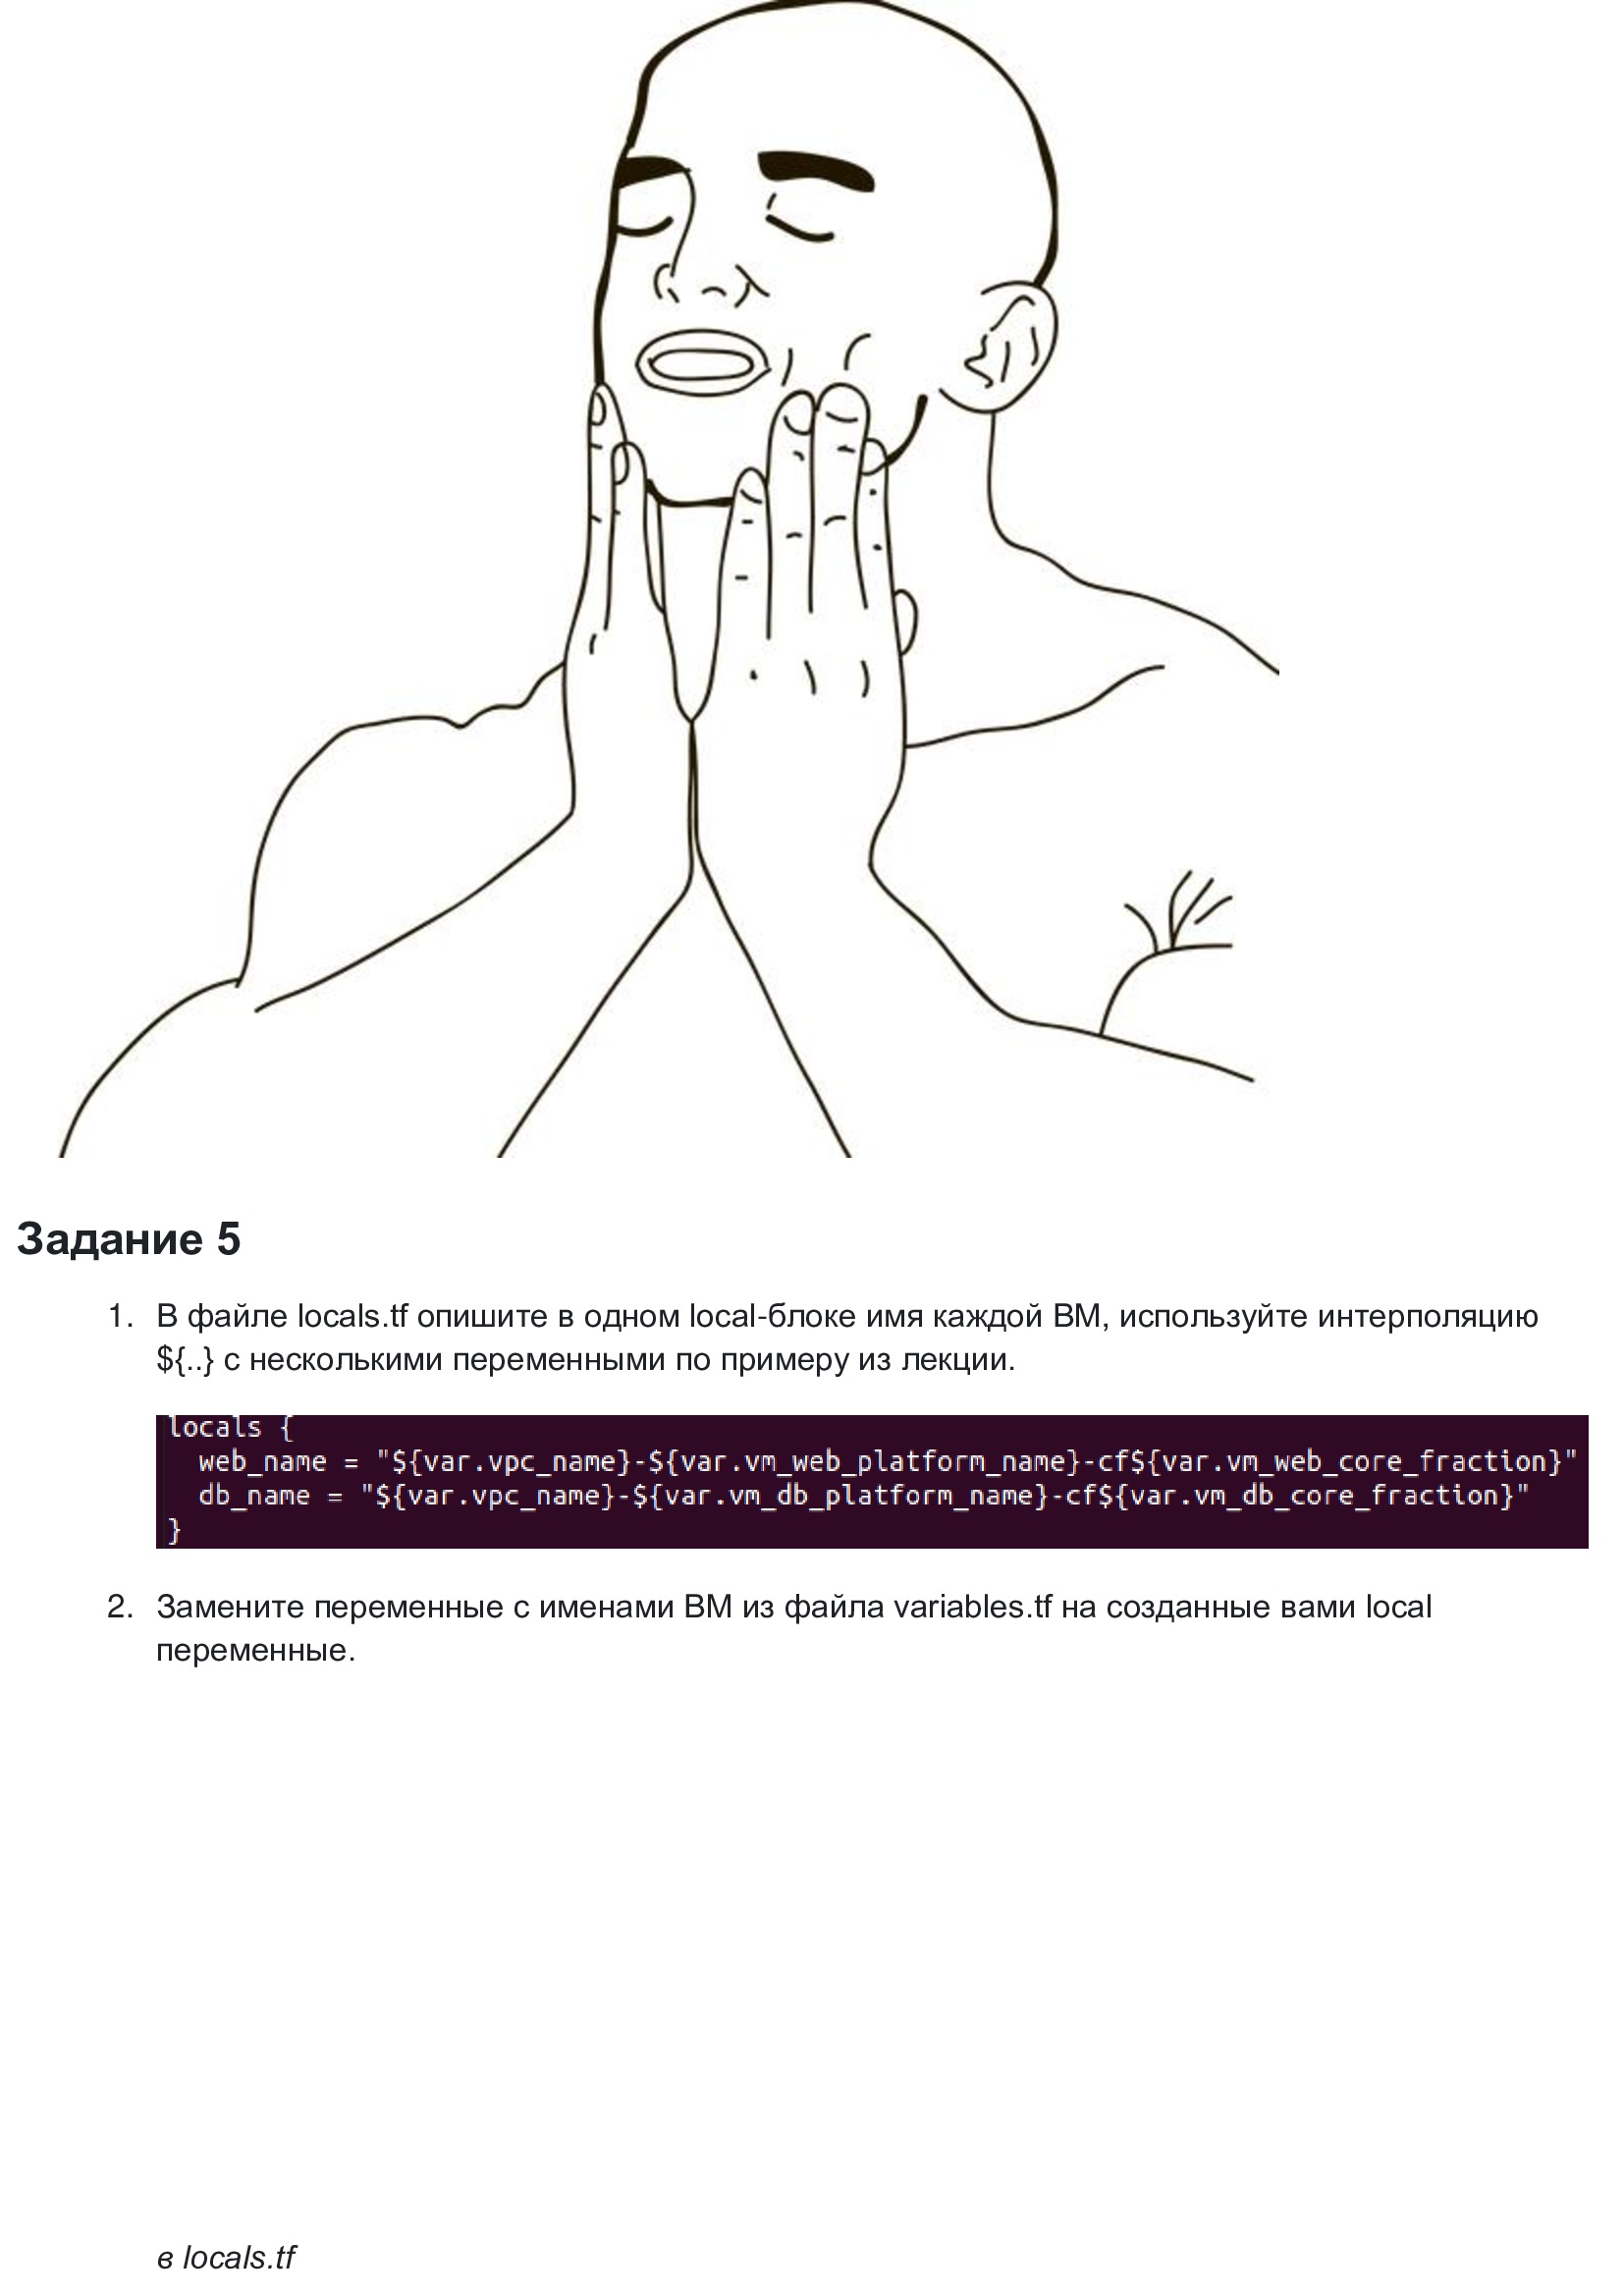 Задание 5
1. В файле locals.tf опишите в одном local-блоке имя каждой ВМ, используйте интерполяцию
${..} с несколькими переменными по примеру из лекции.
locals {
web_name = "${var.vpc_name}-${var.vm_web_platform_name}-cf${var.vm_web_core_fraction}"
db_name = "${var.vpc_name}-${var.vm_db_platform_name}-cf${var.vm_db_core_fraction}"
}
2. Замените переменные с именами ВМ из файла variables.tf на созданные вами local
переменные.
в locals.tf